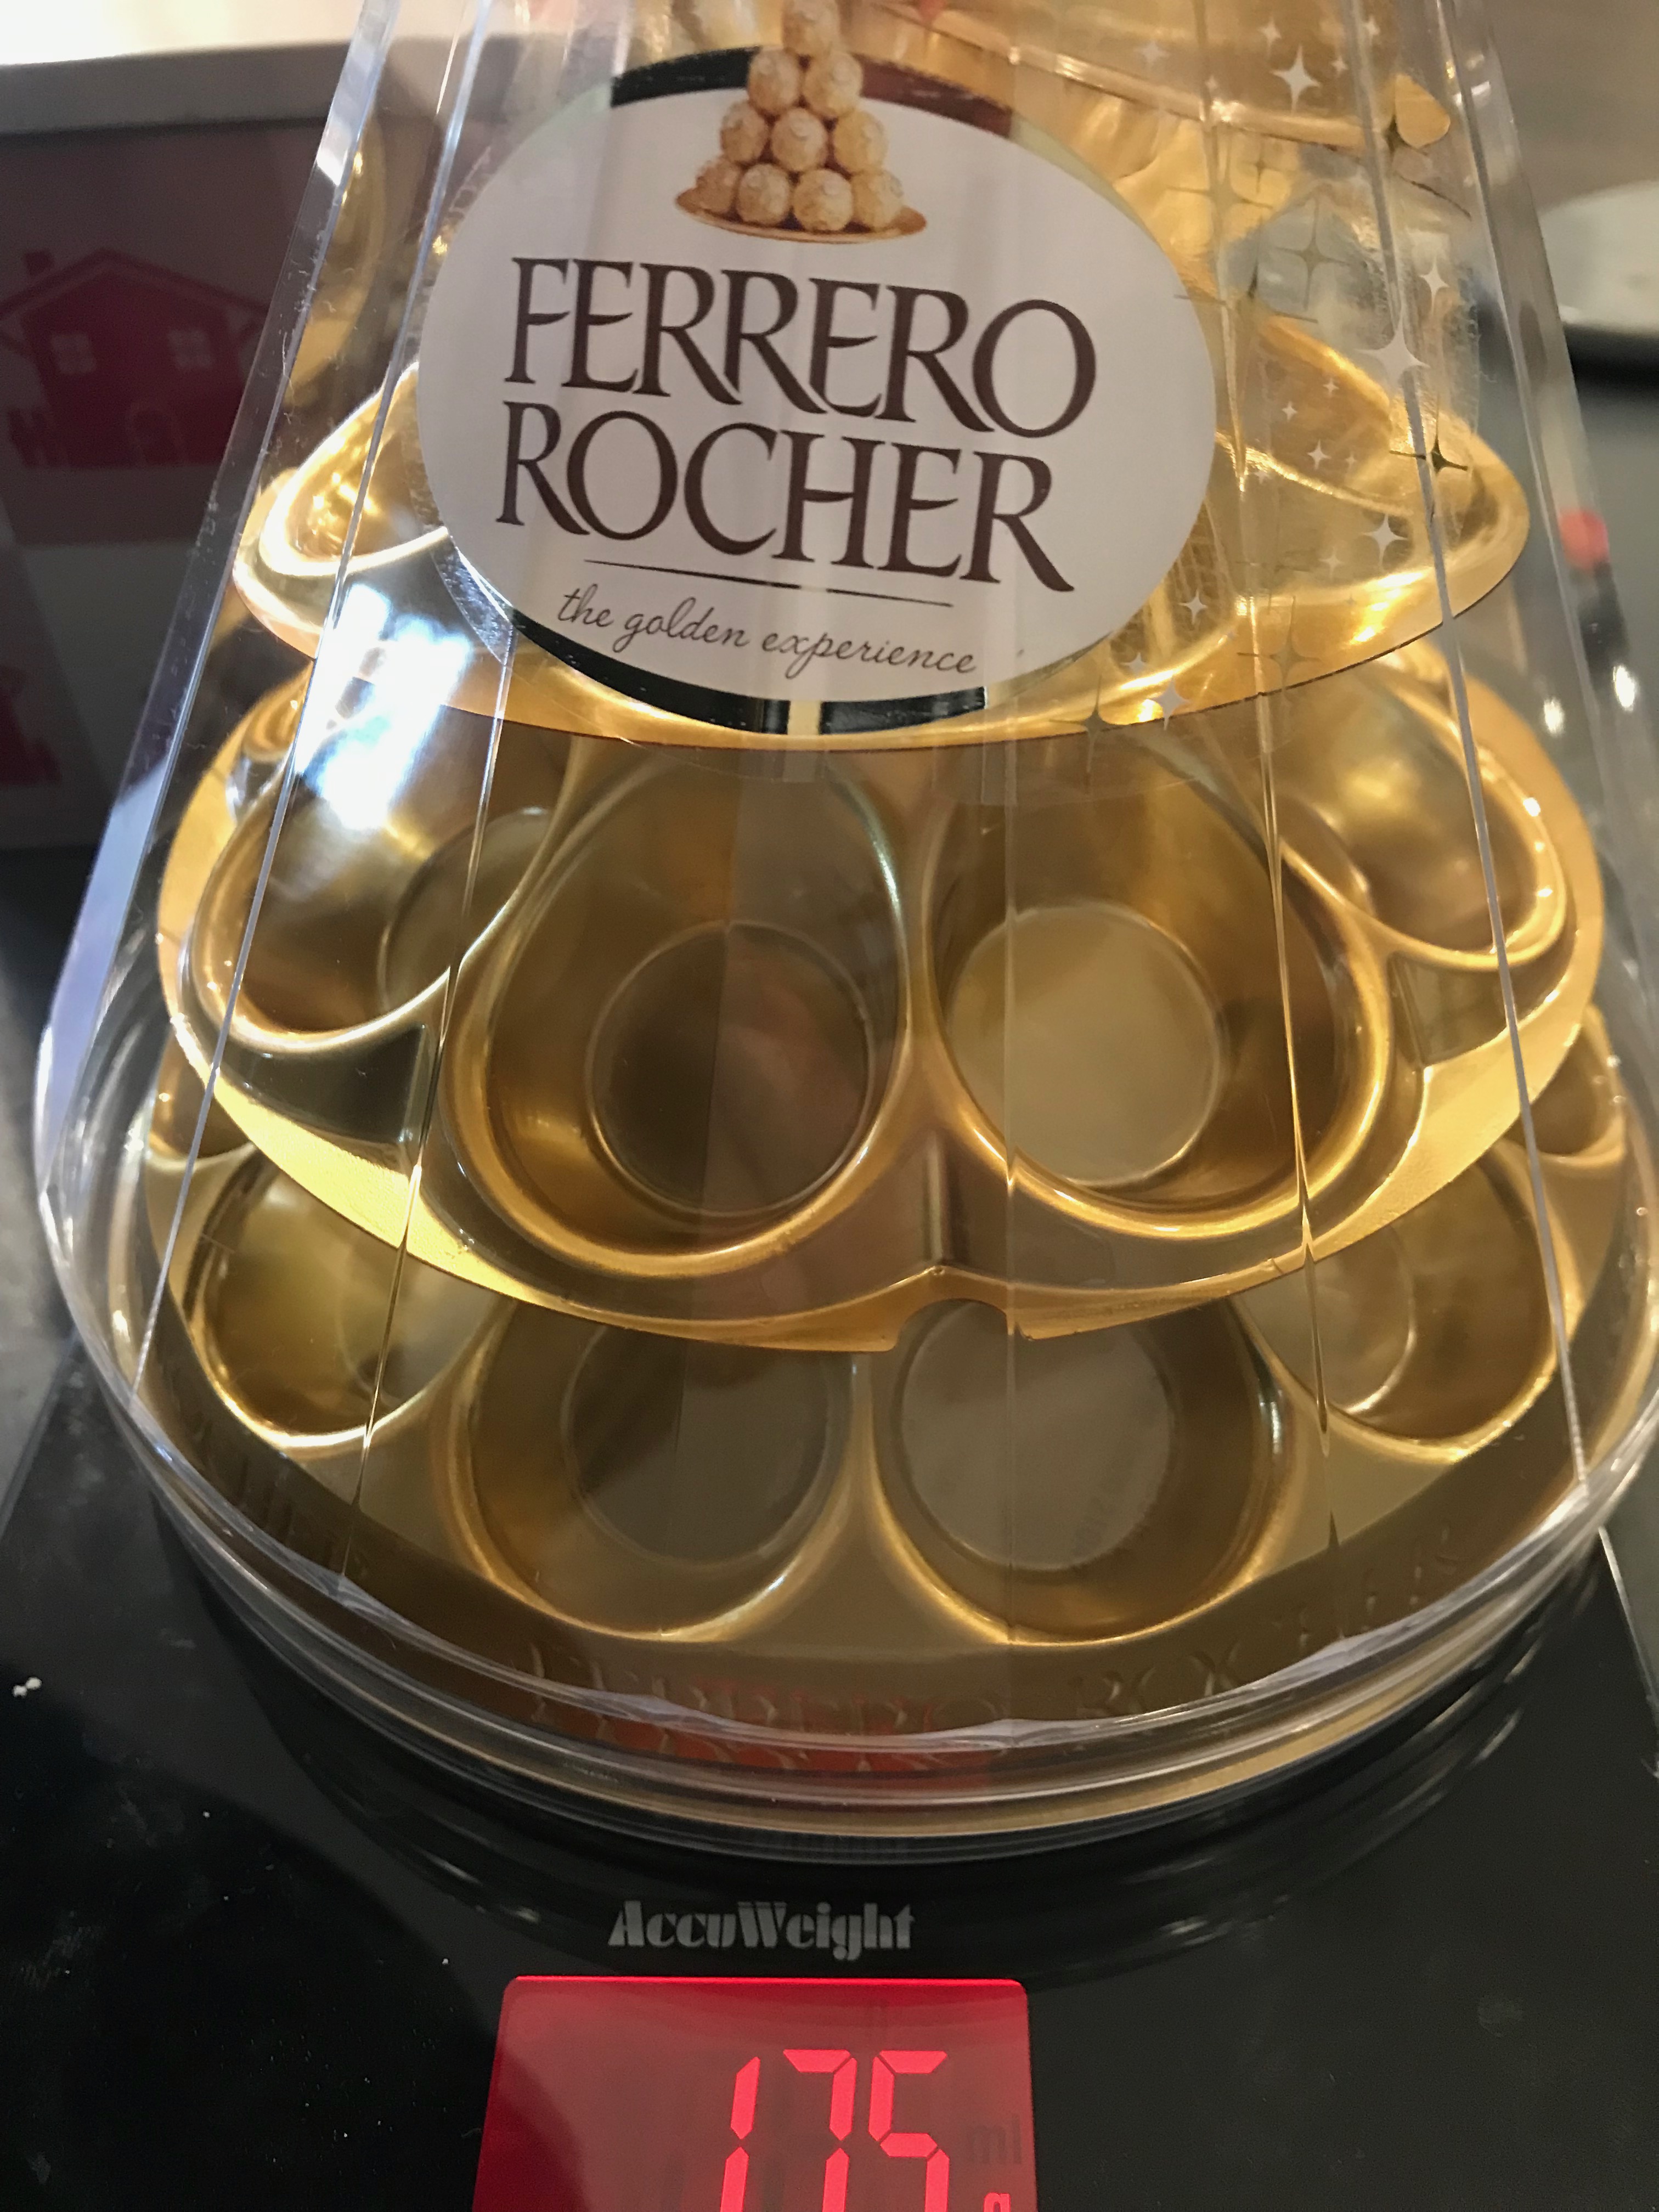 FERRERO
ROCHER
the golden experience
AccuWeight
175
g